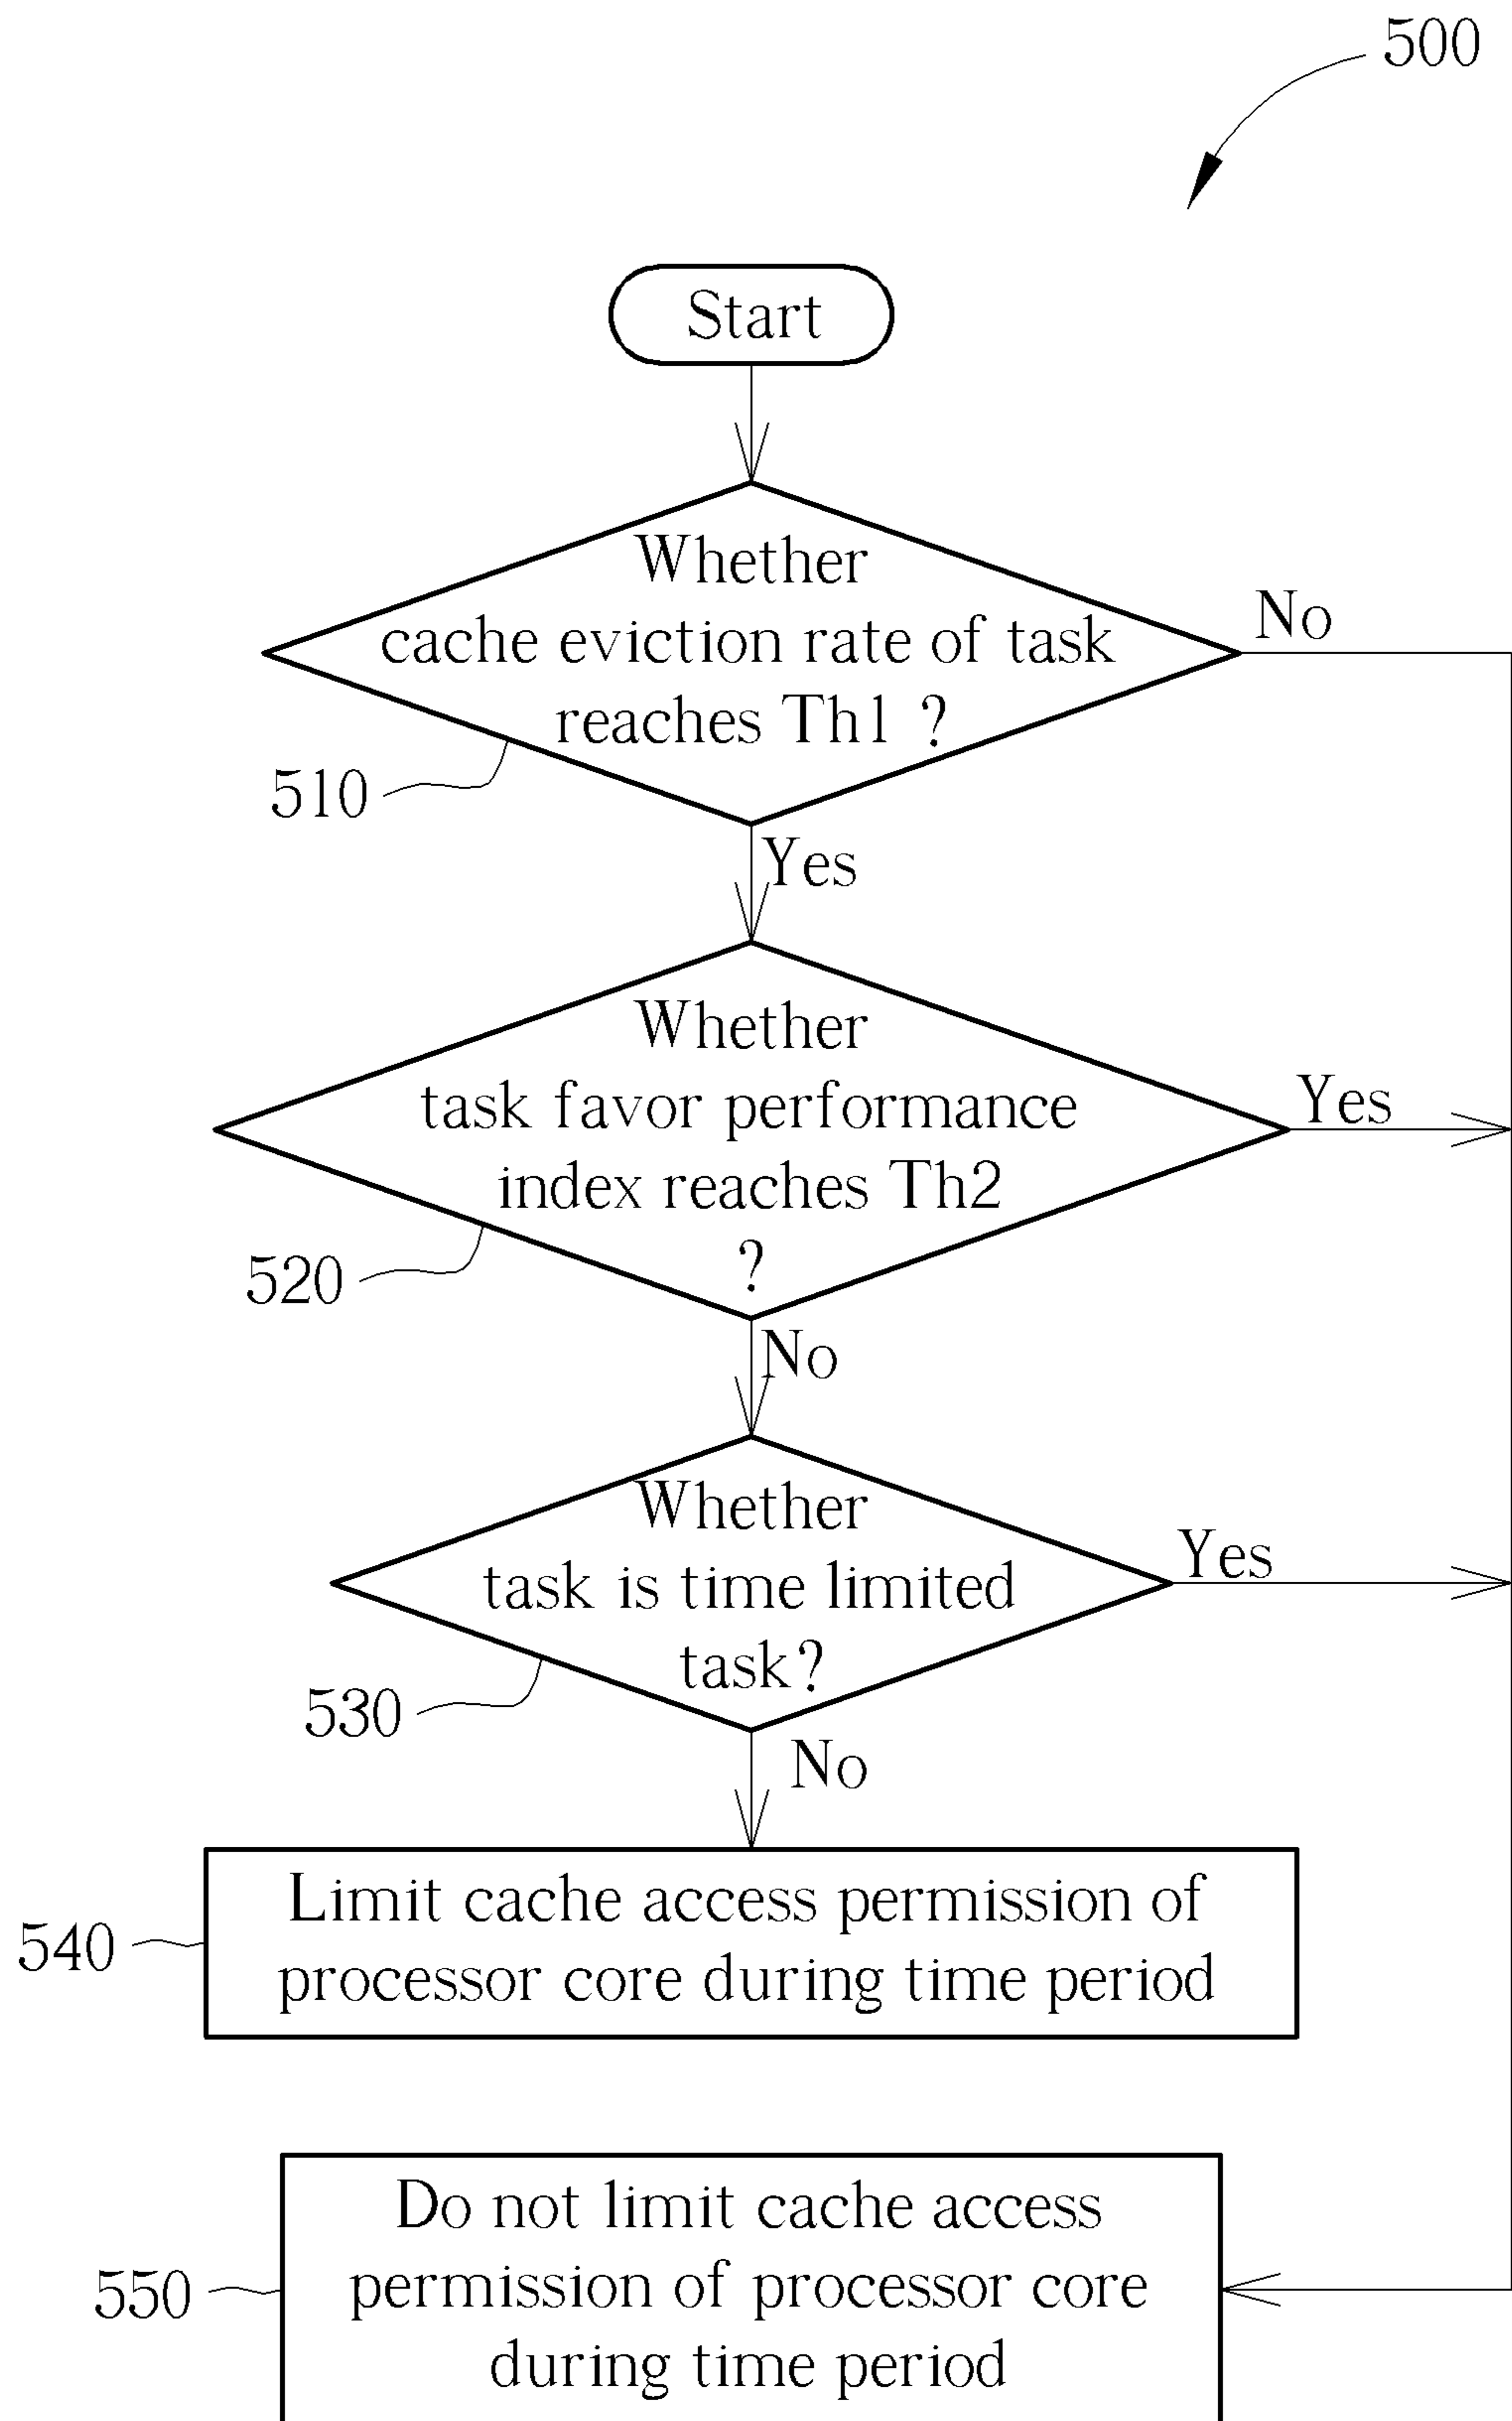 500
Start
Whether
cache eviction rate of task
reaches Th1 ?
No
510
Yes
Whether
task favor performance
index reaches Th2
?
Yes
520
No
Whether
task is time limited
task?
Yes
530
No
Limit cache access permission of
processor core during time period
540
Do not limit cache access
permission of processor core
during time period
550